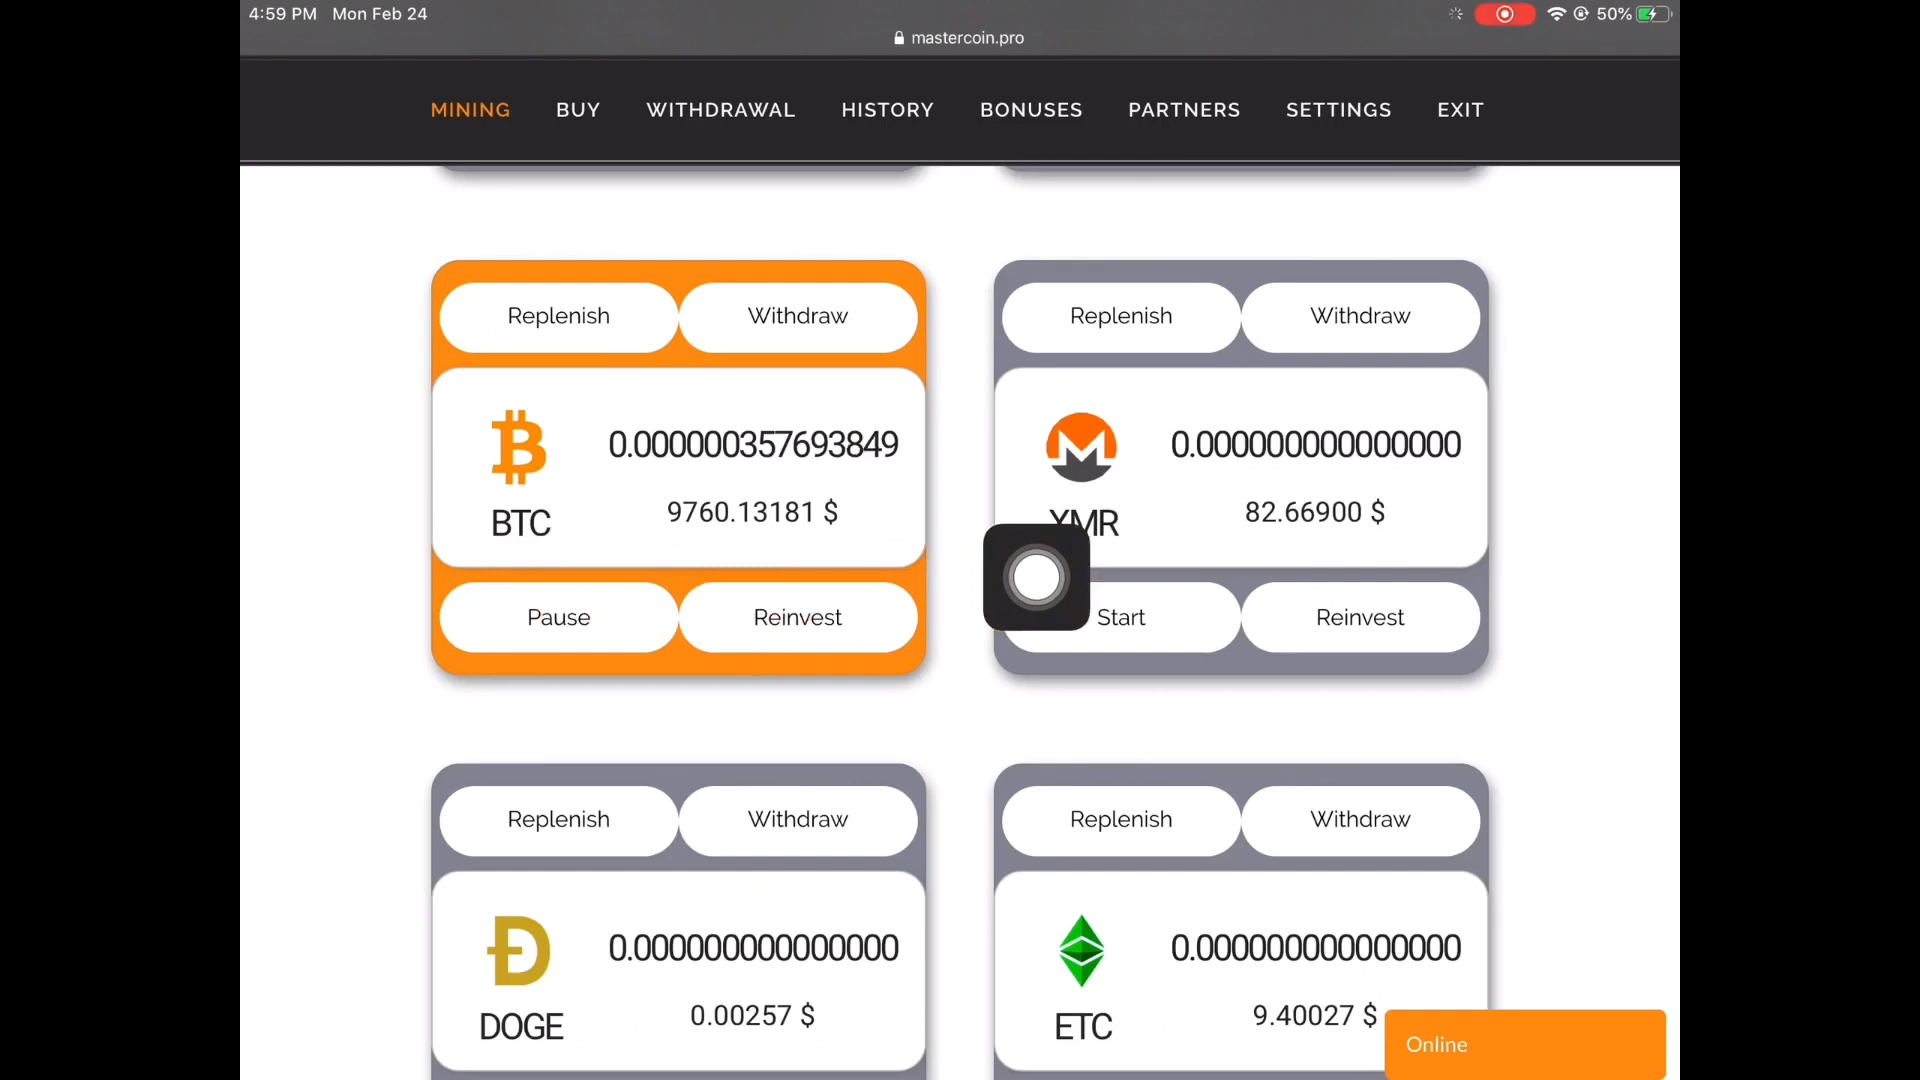 4:59 PM Mon Feb 24
50%
mastercoin.pro
MINING BUY WITHDRAWAL HISTORY BONUSES PARTNERS SETTINGS EXIT
Replenish Withdraw
0.000000357693849
9760.13181 $
BTC
Pause Reinvest
Replenish Withdraw
0.000000000000000
82.66900 $
XMR
Start Reinvest
Replenish Withdraw
0.000000000000000
0.00257 $
DOGE
Replenish Withdraw
0.000000000000000
9.40027 $
ETC
Online